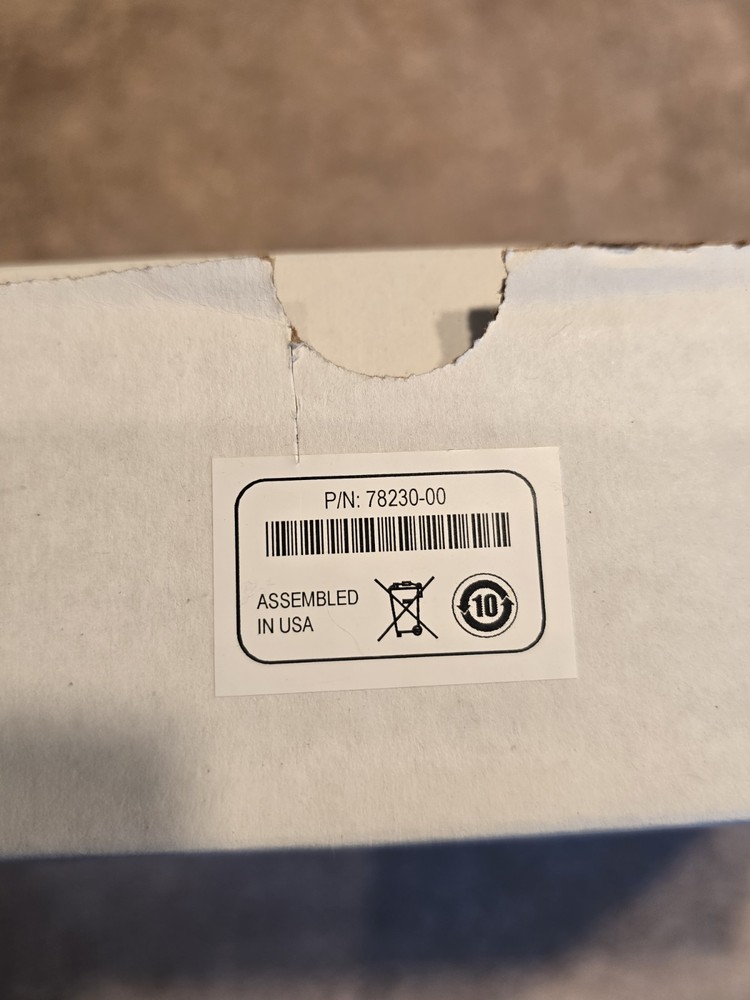 P/N: 78230-00
ASSEMBLED
IN USA
10